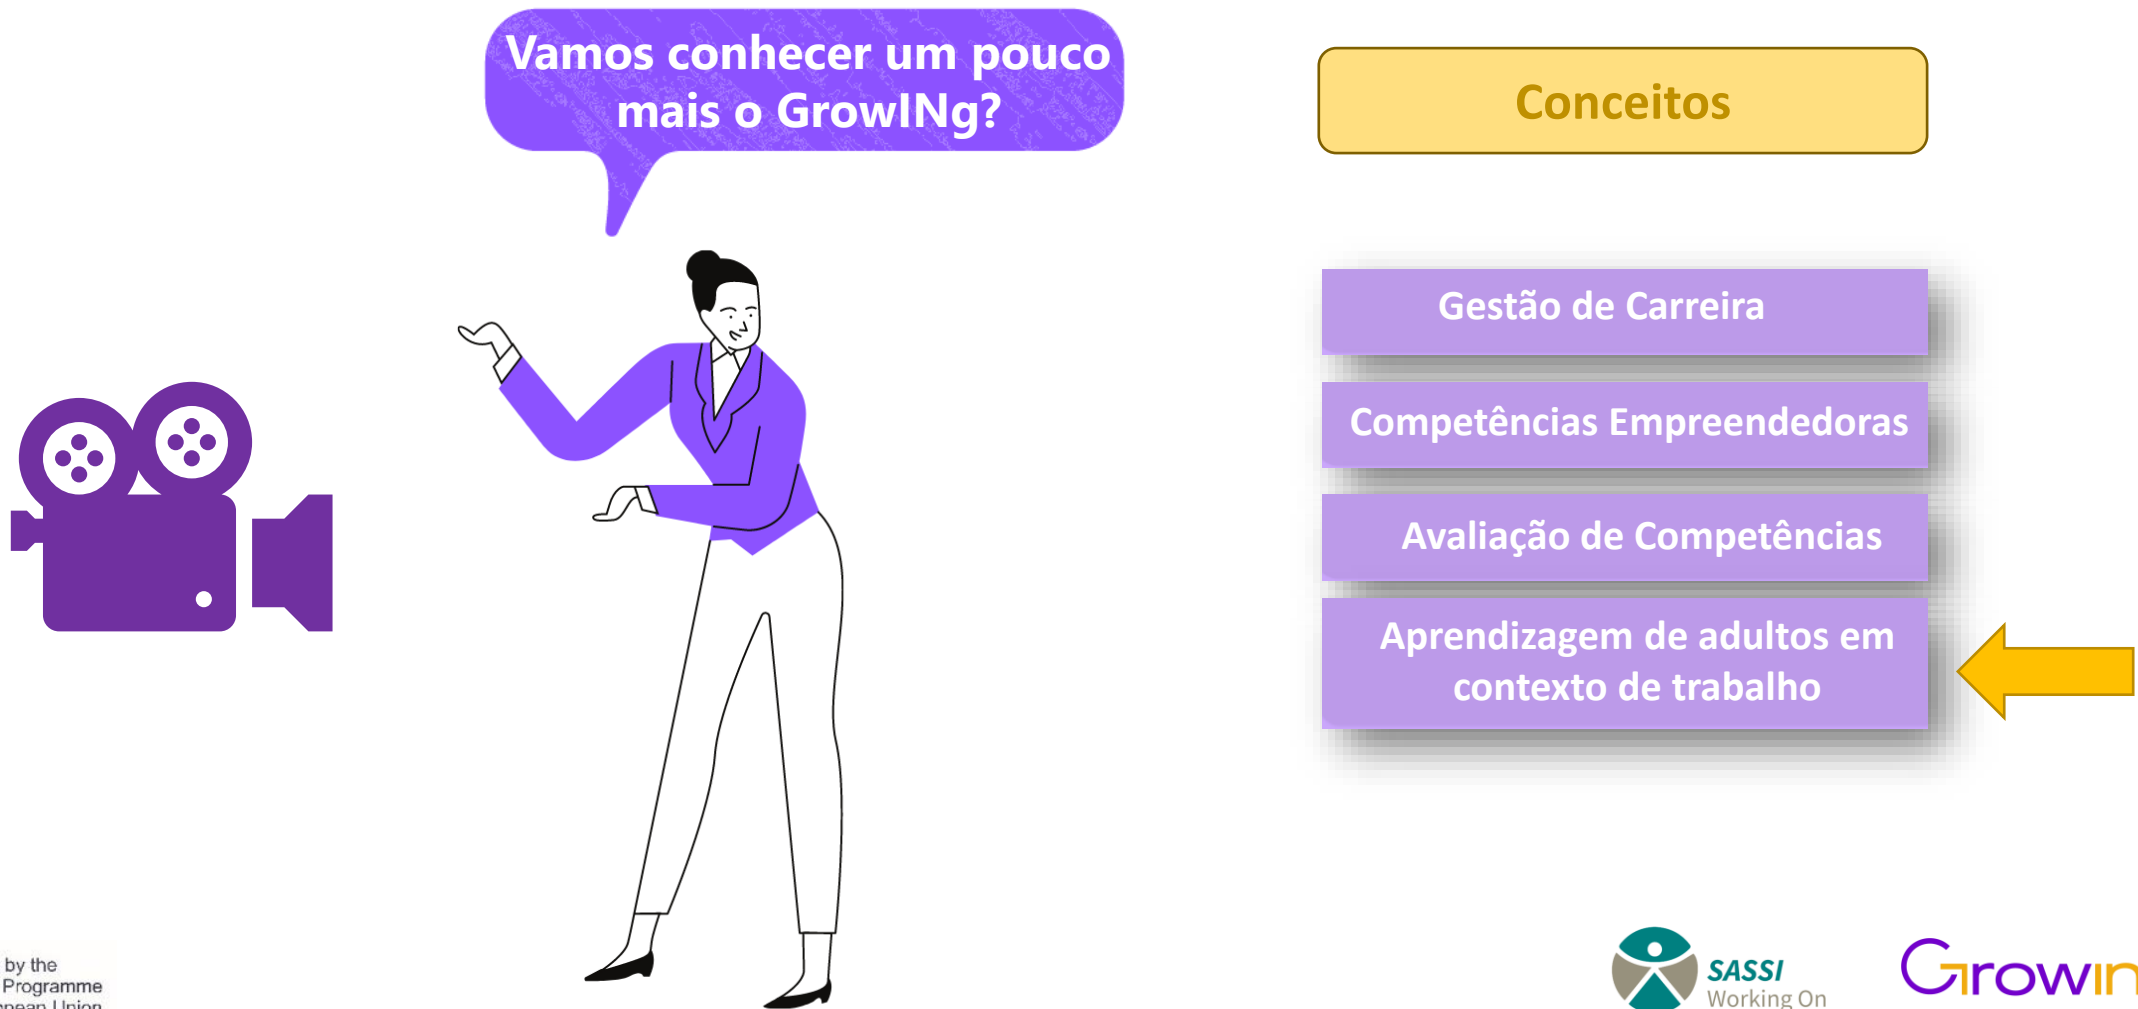 Vamos conhecer um pouco
mais o GrowINg?
Conceitos
Gestão de Carreira
Competências Empreendedoras
Avaliação de Competências
Aprendizagem de adultos em
contexto de trabalho
by the
Programme
Union
SASSI
Working On
Growin